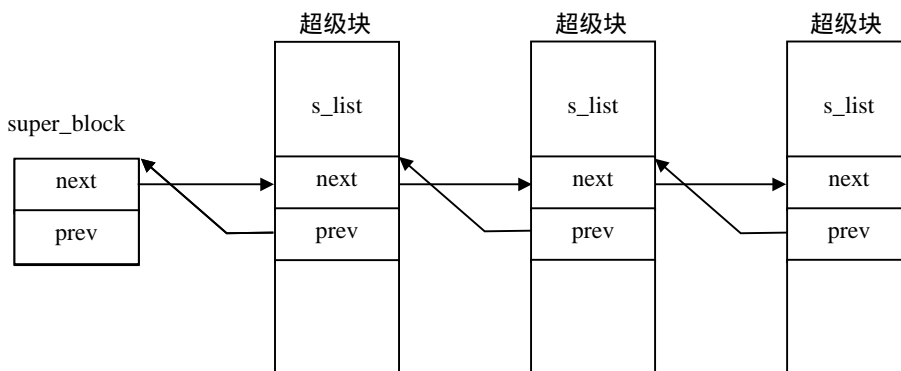 超级块 超级块 超级块
s_list s_list s_list
super_block
next next next next
prev prev prev prev